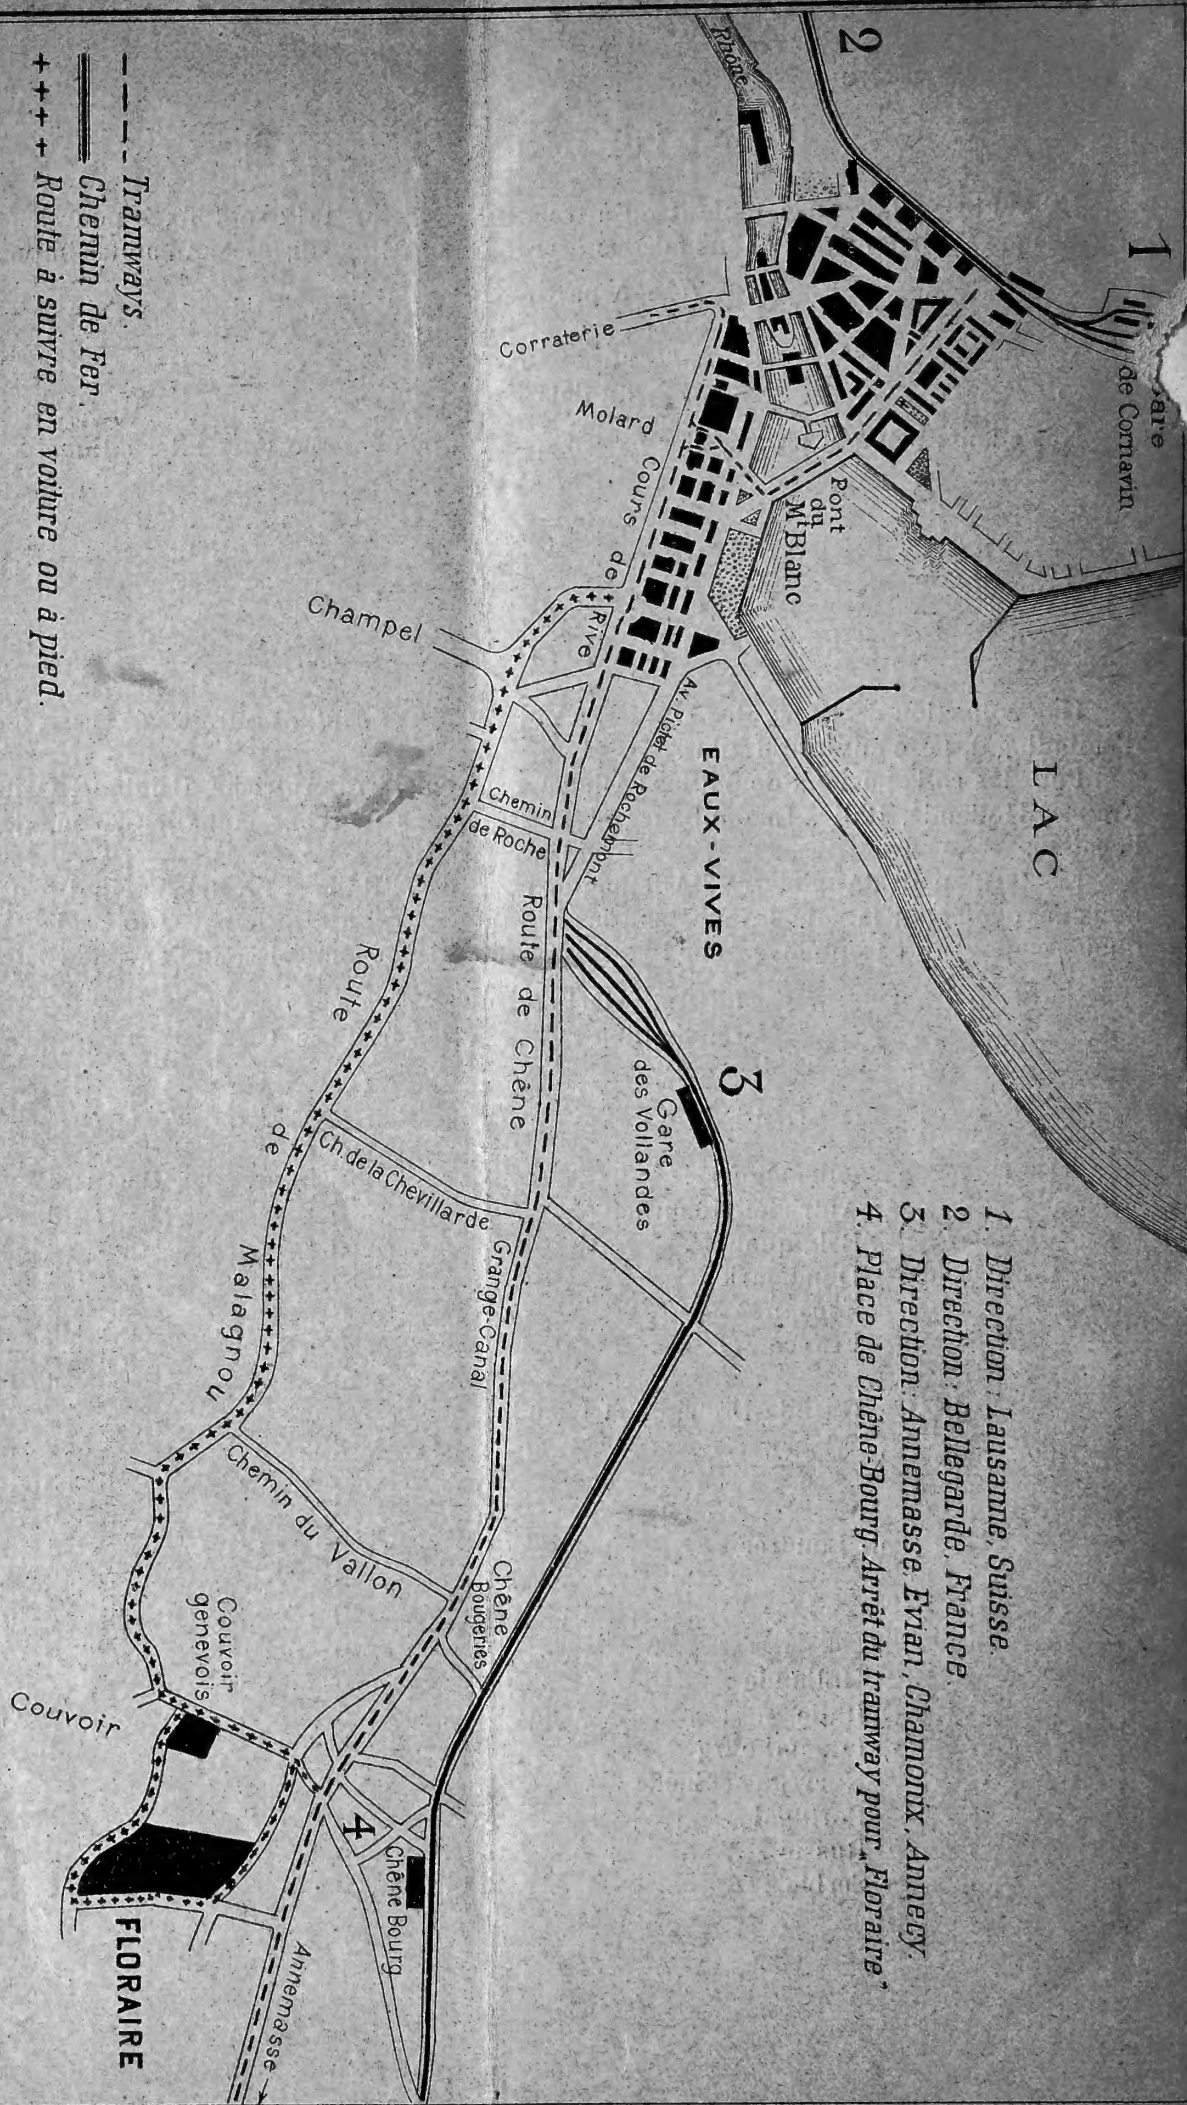 1
2
Rhône
de Cornavin
Pont
du
Mt Blanc
LAC
Corraterie
Molard
Cours de Rive
Champel
Av. Pictet de Rochemont
EAUX-VIVES
Chemin
de Roche
Route de Chêne
3
Gare
des Vollandes
Route de Malagnou
Ch. de la Chevillarde
Grange-Canal
Chemin du Vallon
Chêne
Bougeries
Couvoir
genevois
Couvoir
4
Chêne Bourg
Annemasse
FLORAIRE
1. Direction: Lausanne, Suisse.
2. Direction: Bellegarde, France.
3. Direction: Annemasse, Evian, Chamonix, Annecy.
4. Place de Chêne-Bourg. Arrêt du tramway pour „Floraire”
---- Tramways.
Chemin de Fer.
++++ Route à suivre en voiture ou à pied.